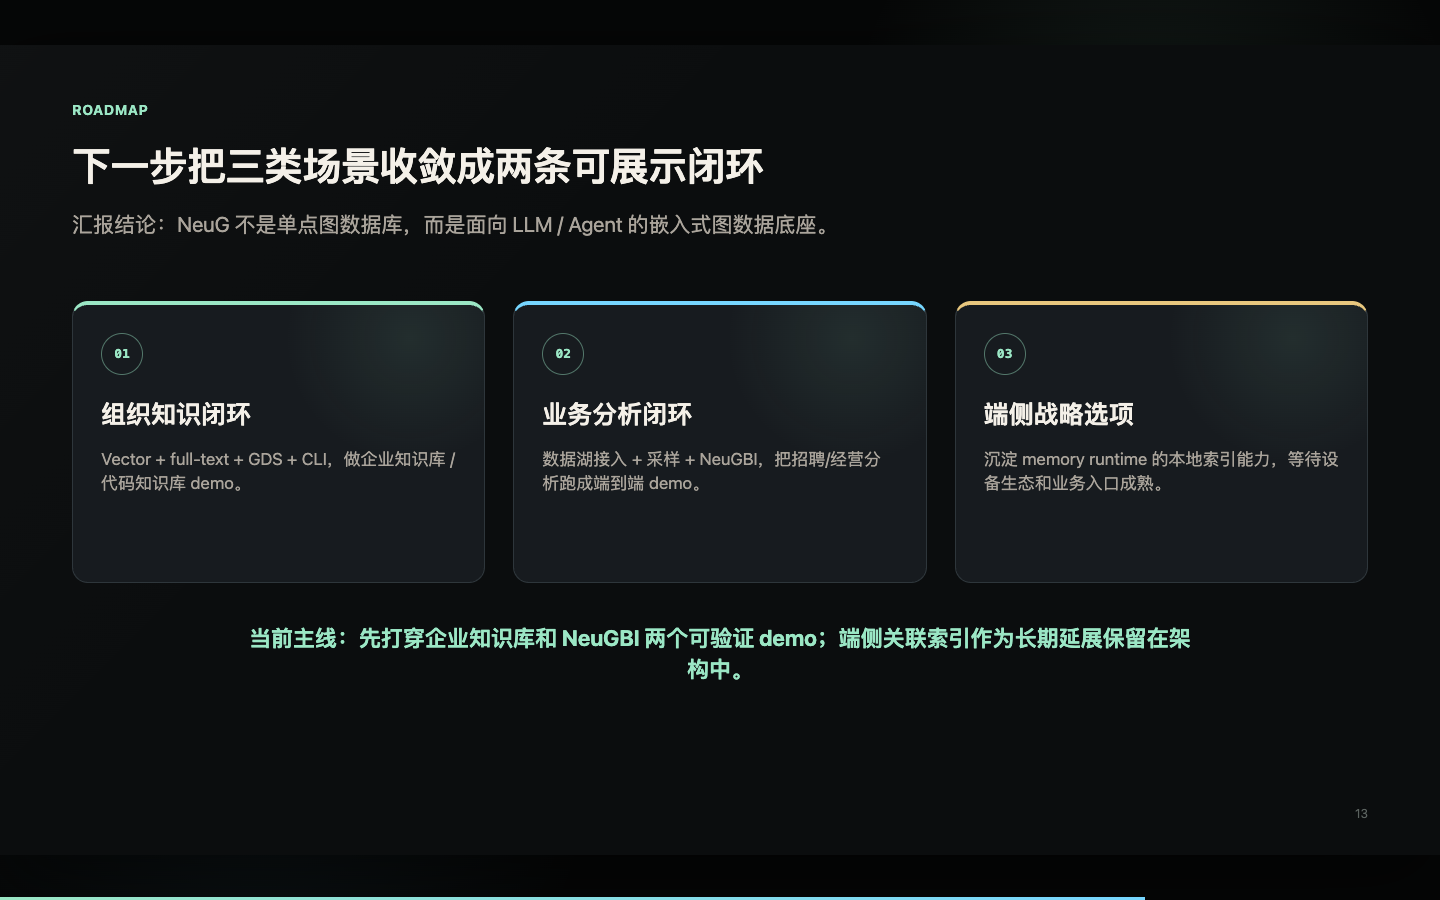 ROADMAP
下一步把三类场景收敛成两条可展示闭环
汇报结论：NeuG 不是单点图数据库，而是面向 LLM / Agent 的嵌入式图数据底座。
01
组织知识闭环
Vector + full-text + GDS + CLI，做企业知识库 /
代码知识库 demo。
02
业务分析闭环
数据湖接入 + 采样 + NeuGBI，把招聘/经营分
析跑成端到端 demo。
03
端侧战略选项
沉淀 memory runtime 的本地索引能力，等待设
备生态和业务入口成熟。
当前主线：先打穿企业知识库和 NeuGBI 两个可验证 demo；端侧关联索引作为长期延展保留在架
构中。
13